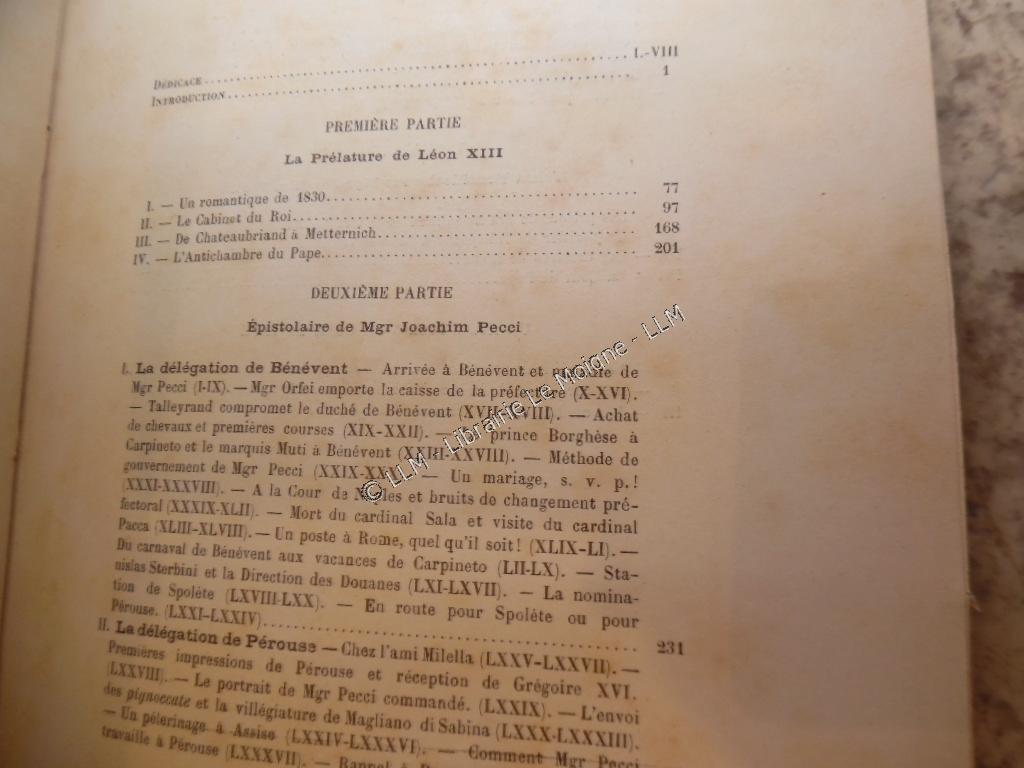 DÉDICACE ........ I.-VIII
INTRODUCTION ........ 1
PREMIÈRE PARTIE
La Prélature de Léon XIII
I. — Un romantique de 1830 ........ 77
II. — Le Cabinet du Roi ........ 97
III. — De Chateaubriand à Metternich ........ 168
IV. — L'Antichambre du Pape ........ 201
DEUXIÈME PARTIE
Épistolaire de Mgr Joachim Pecci
I. La délégation de Bénévent — Arrivée à Bénévent et de
Mgr Pecci (I-IX). — Mgr Orfei emporte la caisse de la préfecture (X-XVI).
— Talleyrand compromet le duché de Bénévent — Achat
de chevaux et premières courses (XIX-XXII). — prince Borghèse à
Carpineto et le marquis Muti à Bénévent (XXIII-XXVIII). — Méthode de
gouvernement de Mgr Pecci — Un mariage, s. v. p.!
(XXXI-XXXVIII). — A la Cour de Naples et bruits de changement pré-
fectoral (XXXIX-XLII). — Mort du cardinal Sala et visite du cardinal
Pacca (XLIII-XLVIII). — Un poste à Rome, quel qu'il soit! (XLIX-LI). —
Du carnaval de Bénévent aux vacances de Carpineto (LII-LX). — Sta-
nislas Sterbini et la Direction des Douanes (LXI-LXVII). — La nomina-
tion de Spolète (LXVIII-LXX). — En route pour Spolète ou pour
Pérouse. (LXXI-LXXIV) ........ 231
II. La délégation de Pérouse — Chez l'ami Milella (LXXV-LXXVII). —
Premières impressions de Pérouse et réception de Grégoire XVI.
(LXXVIII). — Le portrait de Mgr Pecci commandé. (LXXIX). — L'envoi
des pignoccate et la villégiature de Magliano di Sabina (LXXX-LXXXIII).
— Un pèlerinage à Assise (LXXIV-LXXXVI). — Comment Mgr Pecci
travaille à Pérouse (LXXXVII). —
© LLM - Librairie Le Moigne - LLM